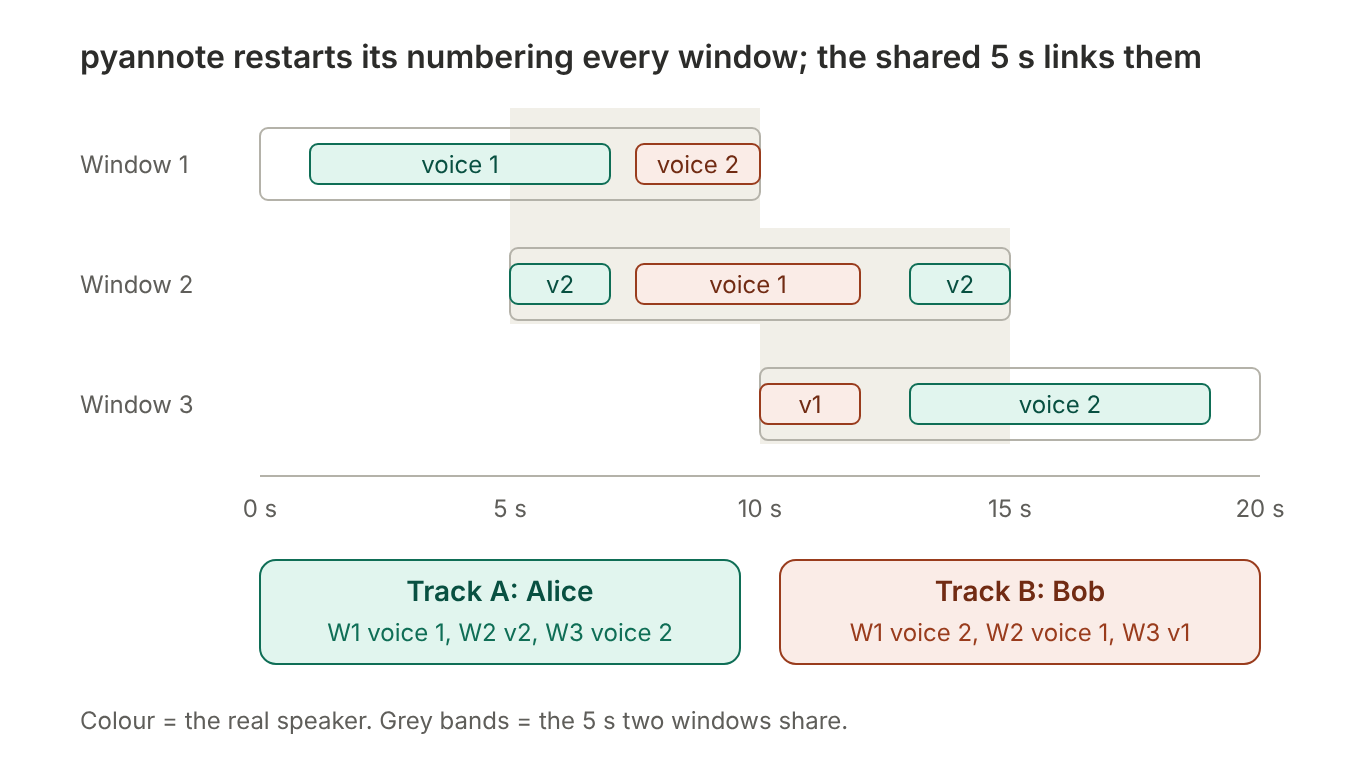 pyannote restarts its numbering every window; the shared 5 s links them
Window 1
voice 1
voice 2
Window 2
v2
voice 1
v2
Window 3
v1
voice 2
0 s
5 s
10 s
15 s
20 s
Track A: Alice
W1 voice 1, W2 v2, W3 voice 2
Track B: Bob
W1 voice 2, W2 voice 1, W3 v1
Colour = the real speaker. Grey bands = the 5 s two windows share.